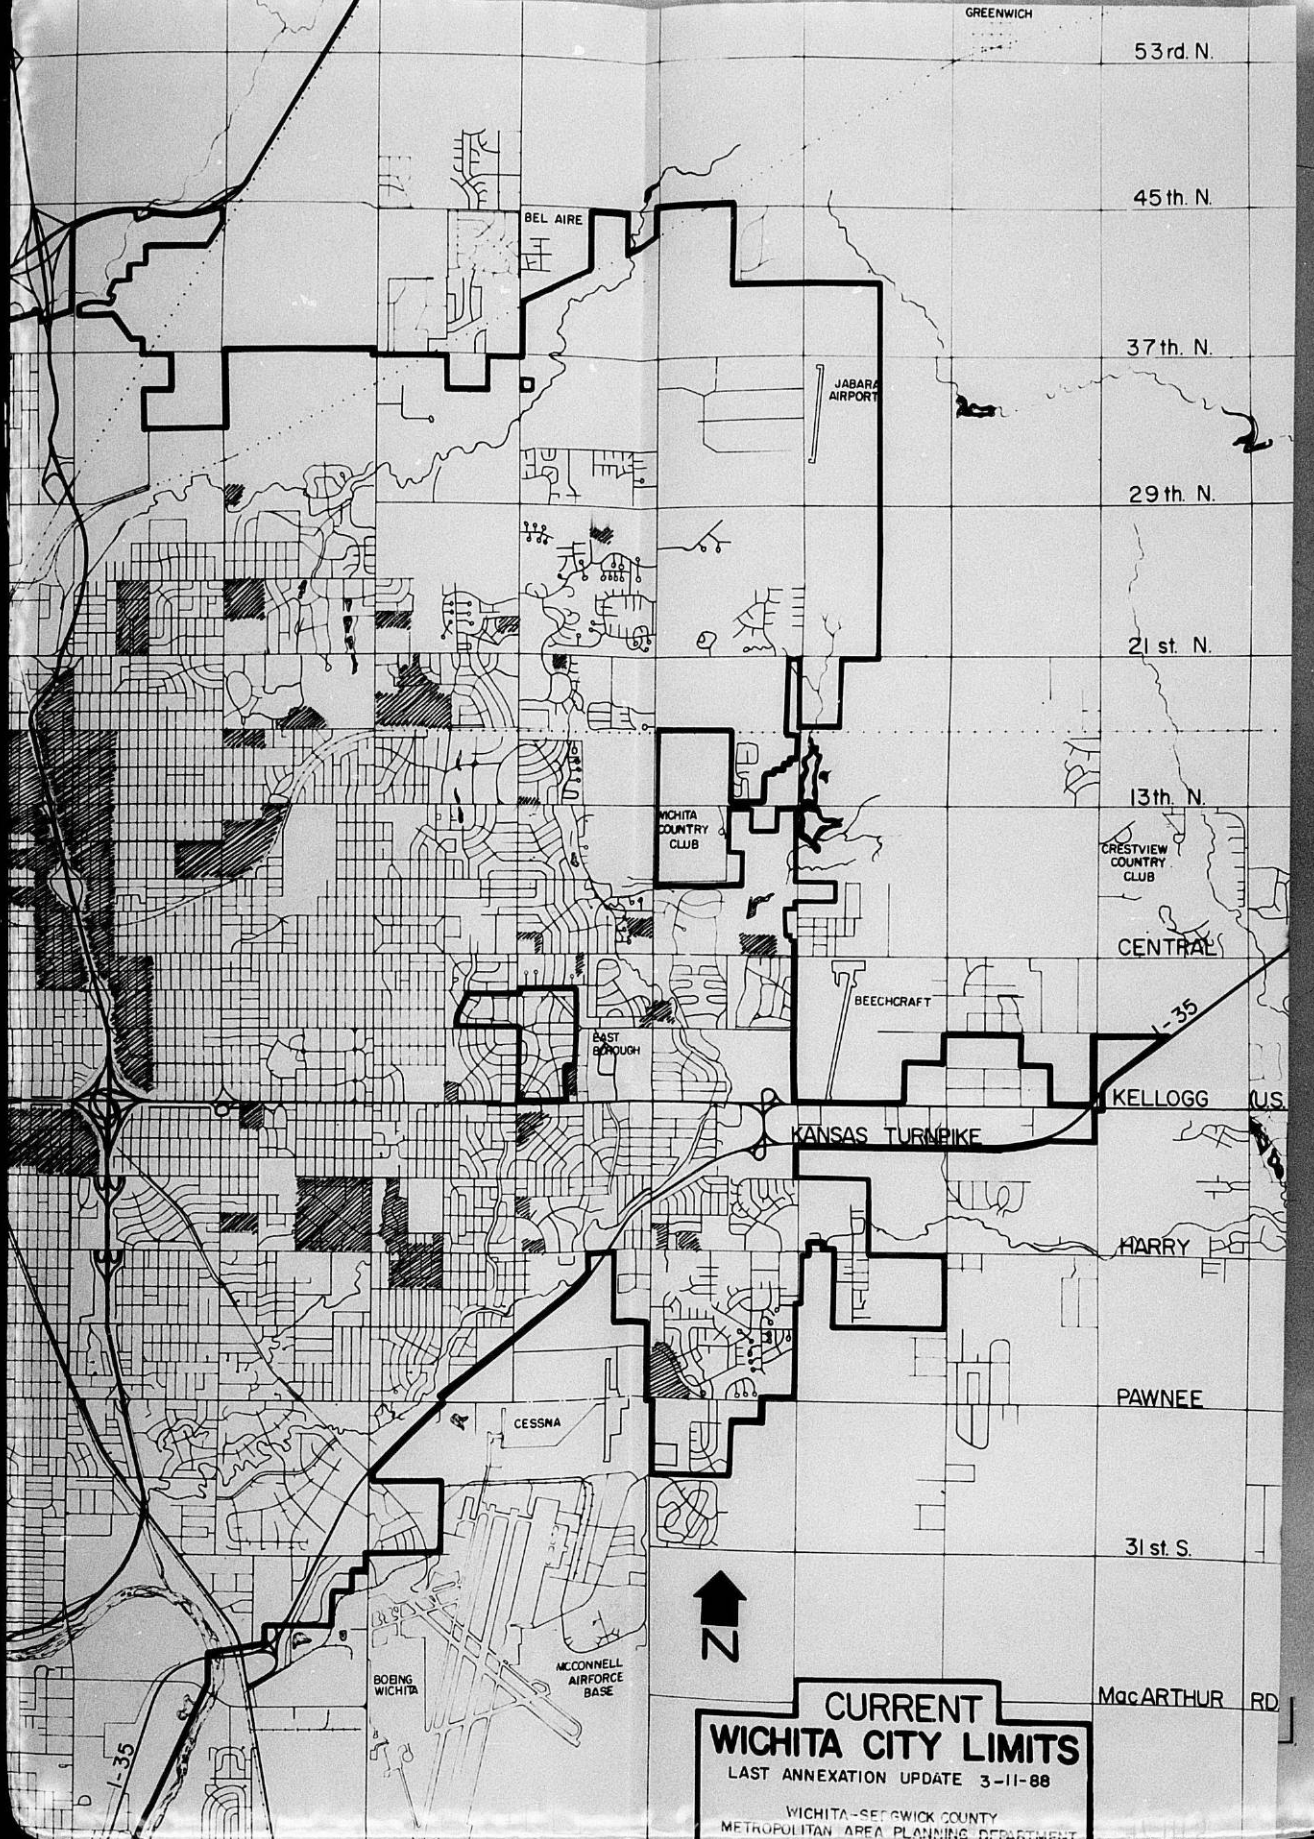 GREENWICH
53rd. N.
45th. N.
BEL AIRE
37th. N.
JABARA
AIRPORT
29th. N.
21st. N.
13th. N.
WICHITA
COUNTRY
CLUB
CRESTVIEW
COUNTRY
CLUB
CENTRAL
BEECHCRAFT
I-35
EAST
BOROUGH
KELLOGG
U.S.
KANSAS TURNPIKE
HARRY
PAWNEE
CESSNA
31st. S.
N
BOEING
WICHITA
MCCONNELL
AIRFORCE
BASE
MacARTHUR RD
I-35
CURRENT
WICHITA CITY LIMITS
LAST ANNEXATION UPDATE 3-11-88
WICHITA-SEDGWICK COUNTY
METROPOLITAN AREA PLANNING DEPARTMENT